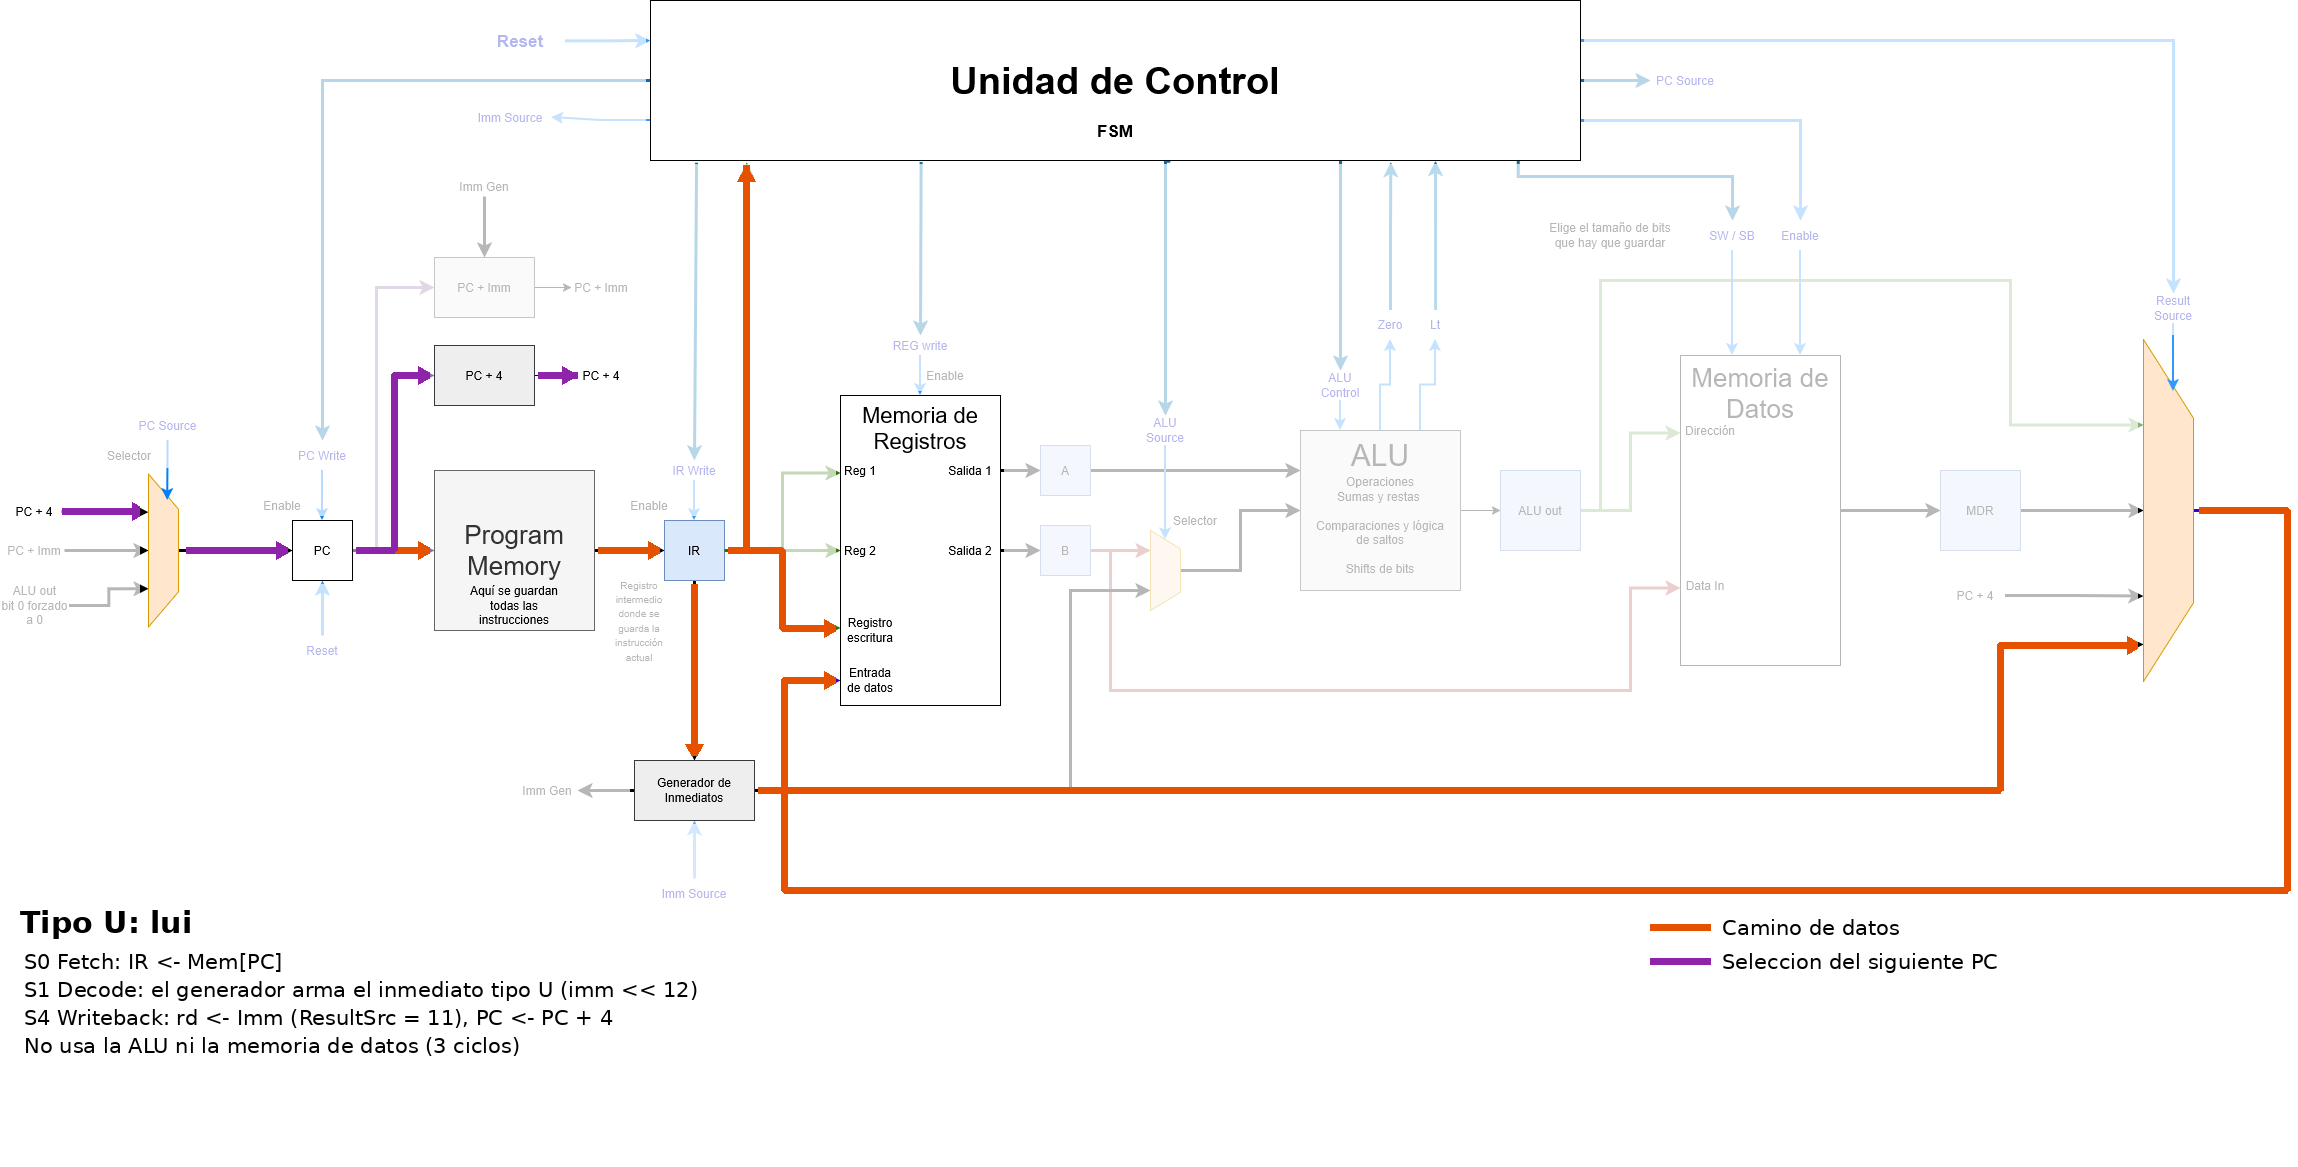 Unidad de Control
FSM
Reset
Imm Source
PC Source
Imm Gen
PC + Imm
PC + Imm
PC + 4
PC + 4
PC Source
Selector
PC + 4
PC + Imm
ALU out
bit 0 forzado
a 0
PC Write
Enable
PC
Reset
Program
Memory
Aquí se guardan
todas las
instrucciones
IR Write
Enable
IR
Registro
intermedio
donde se
guarda la
instrucción
actual
REG write
Enable
Memoria de
Registros
Reg 1
Salida 1
Reg 2
Salida 2
Registro
escritura
Entrada
de datos
Generador de
Inmediatos
Imm Gen
Imm Source
A
B
ALU
Source
Selector
ALU
Control
Zero
Lt
ALU
Operaciones
Sumas y restas
Comparaciones y lógica
de saltos
Shifts de bits
ALU out
Elige el tamaño de bits
que hay que guardar
SW / SB
Enable
Memoria de
Datos
Dirección
Data In
MDR
PC + 4
Result
Source
Tipo U: lui
S0 Fetch: IR <- Mem[PC]
S1 Decode: el generador arma el inmediato tipo U (imm << 12)
S4 Writeback: rd <- Imm (ResultSrc = 11), PC <- PC + 4
No usa la ALU ni la memoria de datos (3 ciclos)
Camino de datos
Seleccion del siguiente PC